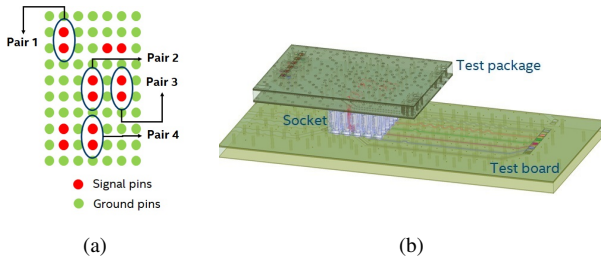 Pair 1
Pair 2
Pair 3
Pair 4
Signal pins
Ground pins
(a)
Test package
Socket
Test board
(b)